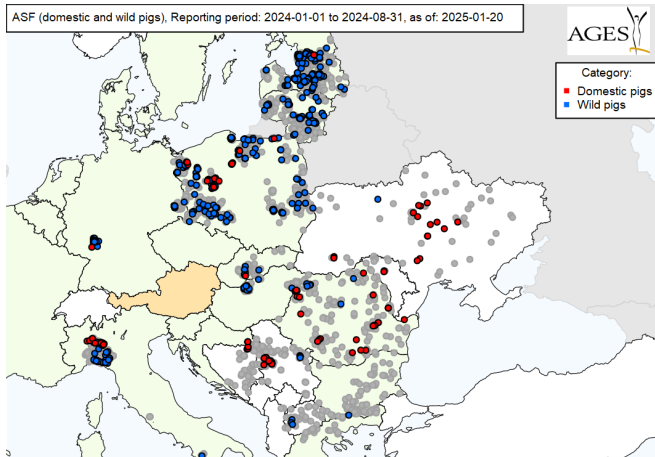 ASF (domestic and wild pigs), Reporting period: 2024-01-01 to 2024-08-31, as of: 2025-01-20
AGES
Category:
Domestic pigs
Wild pigs